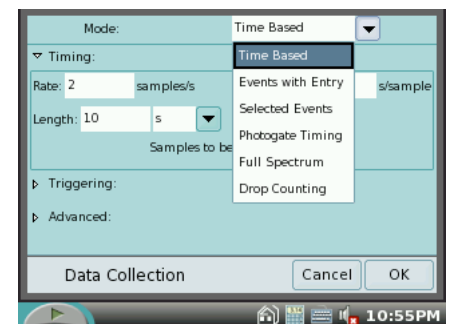 Mode: Time Based
Timing: Time Based
Rate: 2 samples/s Events with Entry s/sample
Selected Events
Length: 10 s Photogate Timing
Samples to be Full Spectrum
Triggering: Drop Counting
Advanced:
Data Collection Cancel OK
10:55PM